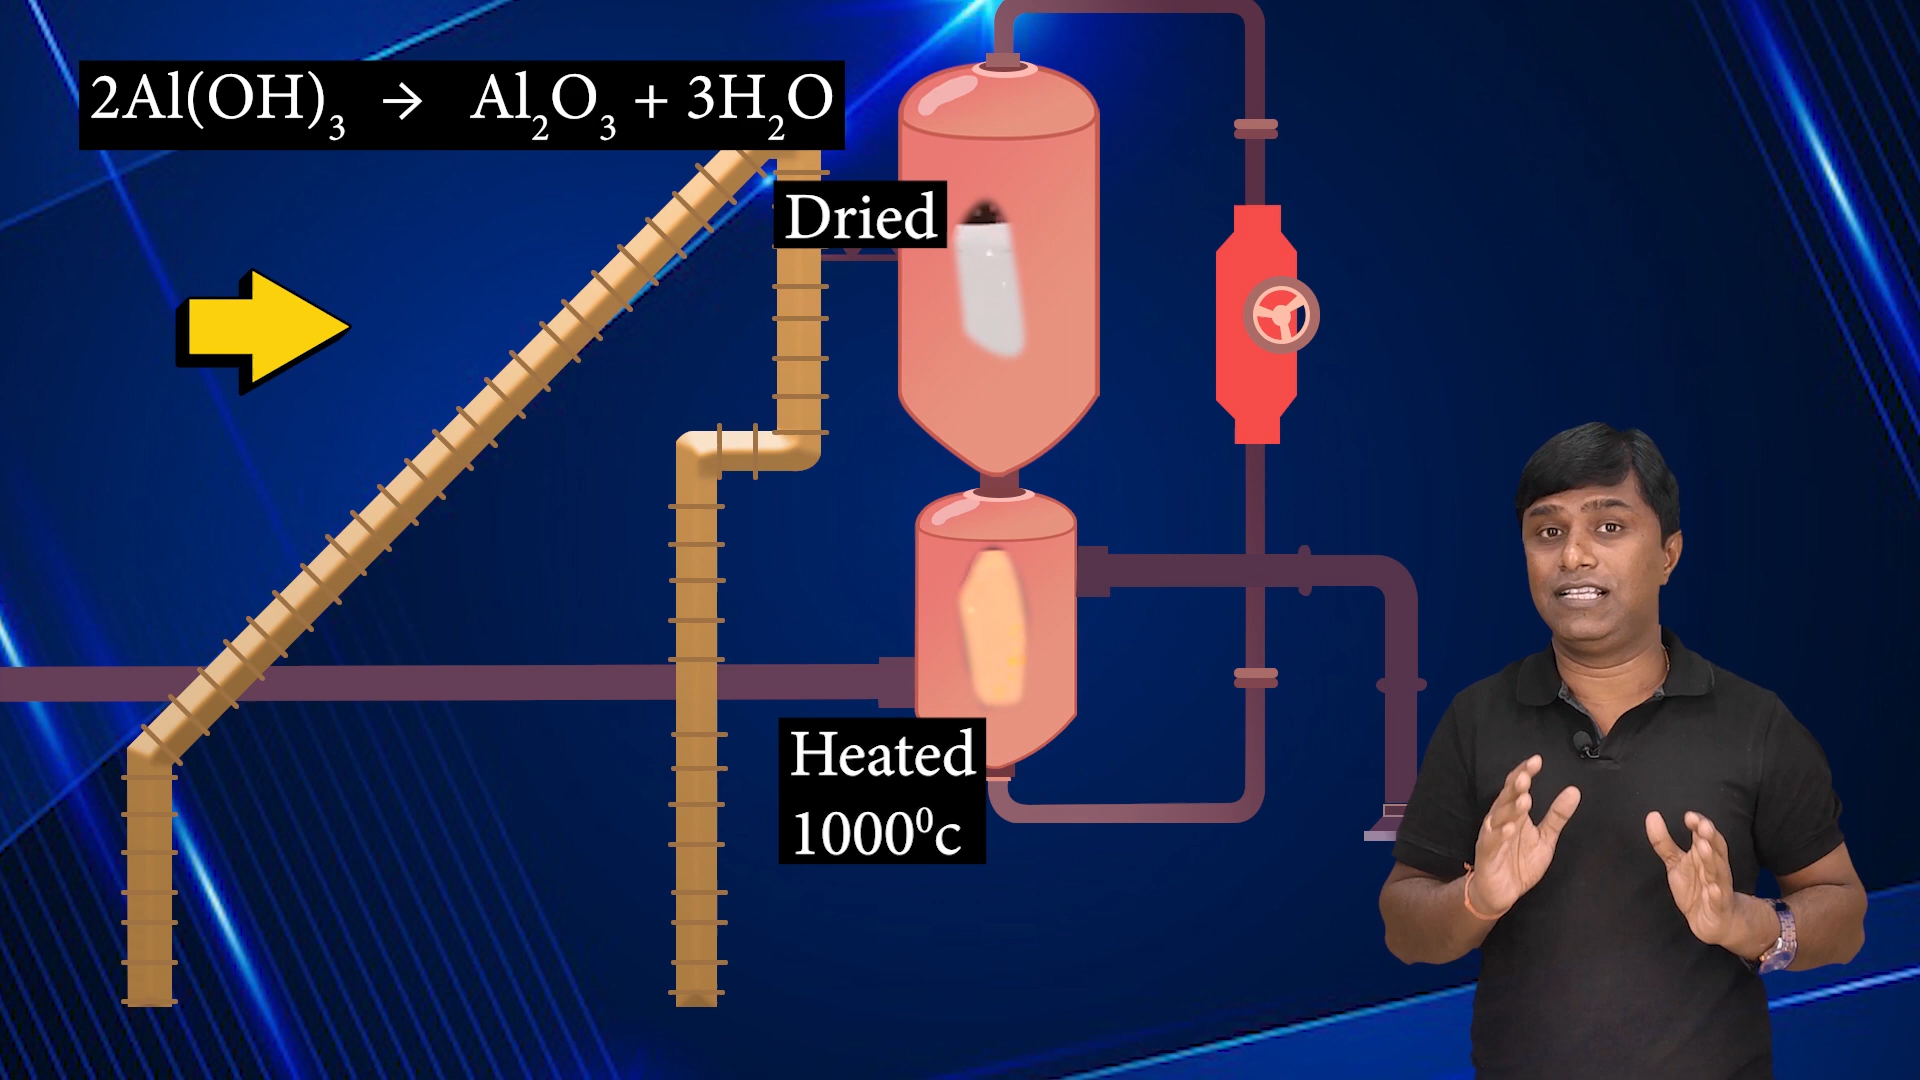 2Al(OH)₃ → Al₂O₃ + 3H₂O
Dried
Heated
1000⁰c